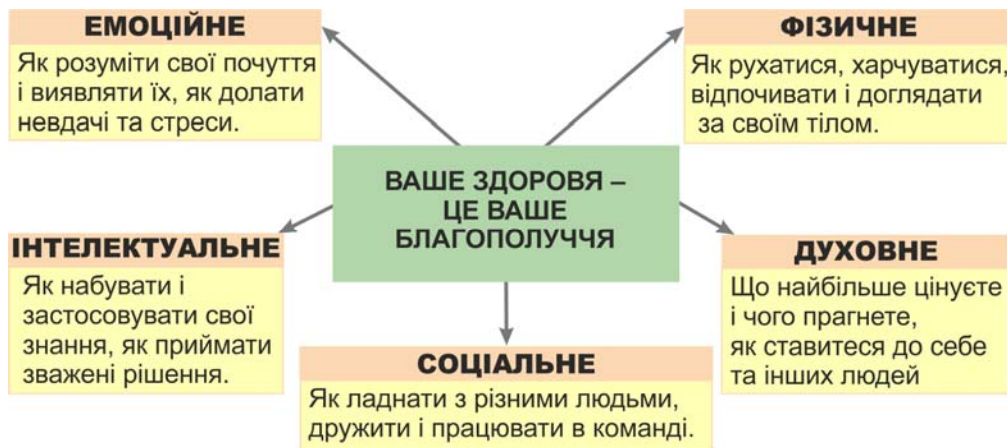 ЕМОЦІЙНЕ
Як розуміти свої почуття
і виявляти їх, як долати
невдачі та стреси.
ФІЗИЧНЕ
Як рухатися, харчуватися,
відпочивати і доглядати
за своїм тілом.
ВАШЕ ЗДОРОВЯ –
ЦЕ ВАШЕ
БЛАГОПОЛУЧЧЯ
ІНТЕЛЕКТУАЛЬНЕ
Як набувати і
застосовувати свої
знання, як приймати
зважені рішення.
СОЦІАЛЬНЕ
Як ладнати з різними людьми,
дружити і працювати в команді.
ДУХОВНЕ
Що найбільше цінуєте
і чого прагнете,
як ставитеся до себе
та інших людей